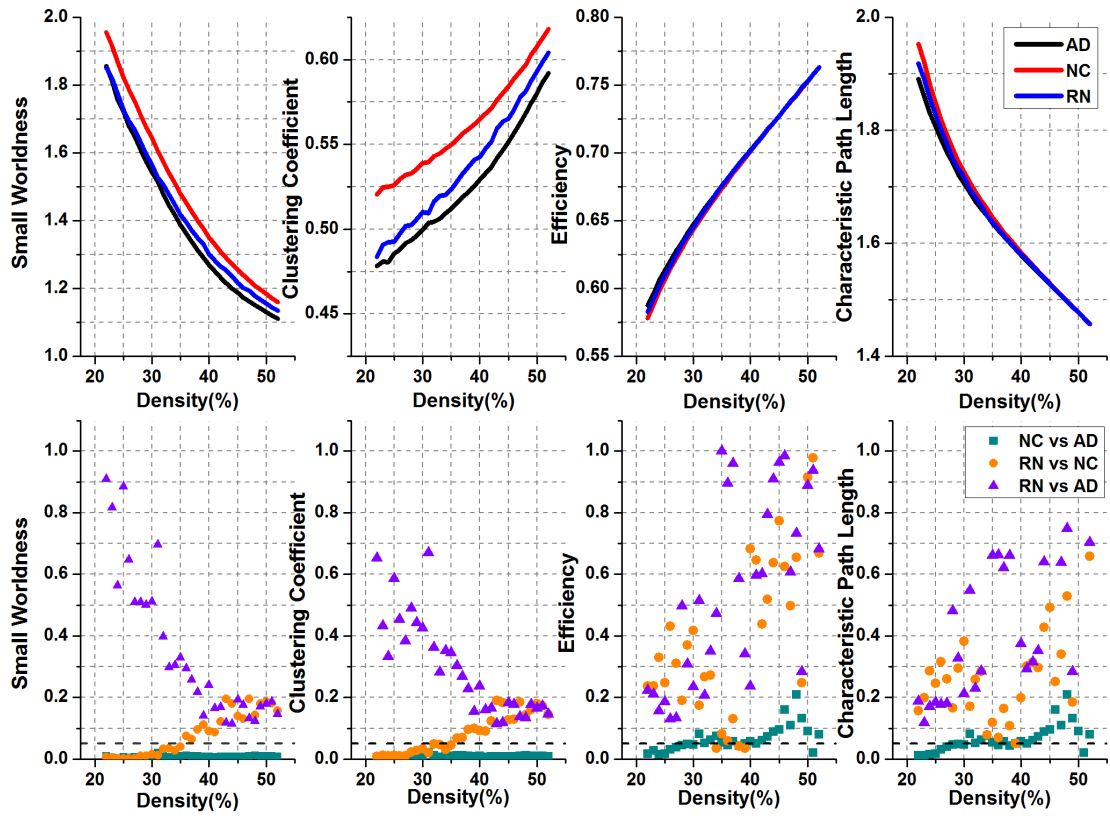 Small Worldness
2.0
1.8
1.6
1.4
1.2
1.0
20 30 40 50
Density(%)
Clustering Coefficient
0.60
0.55
0.50
0.45
20 30 40 50
Density(%)
Efficiency
0.80
0.75
0.70
0.65
0.60
0.55
20 30 40 50
Density(%)
Characteristic Path Length
2.0
1.8
1.6
1.4
20 30 40 50
Density(%)
AD
NC
RN
Small Worldness
1.0
0.8
0.6
0.4
0.2
0.0
20 30 40 50
Density(%)
Clustering Coefficient
1.0
0.8
0.6
0.4
0.2
0.0
20 30 40 50
Density(%)
Efficiency
1.0
0.8
0.6
0.4
0.2
0.0
20 30 40 50
Density(%)
Characteristic Path Length
1.0
0.8
0.6
0.4
0.2
0.0
20 30 40 50
Density(%)
NC vs AD
RN vs NC
RN vs AD